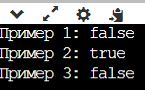 Пример 1: false
Пример 2: true
Пример 3: false